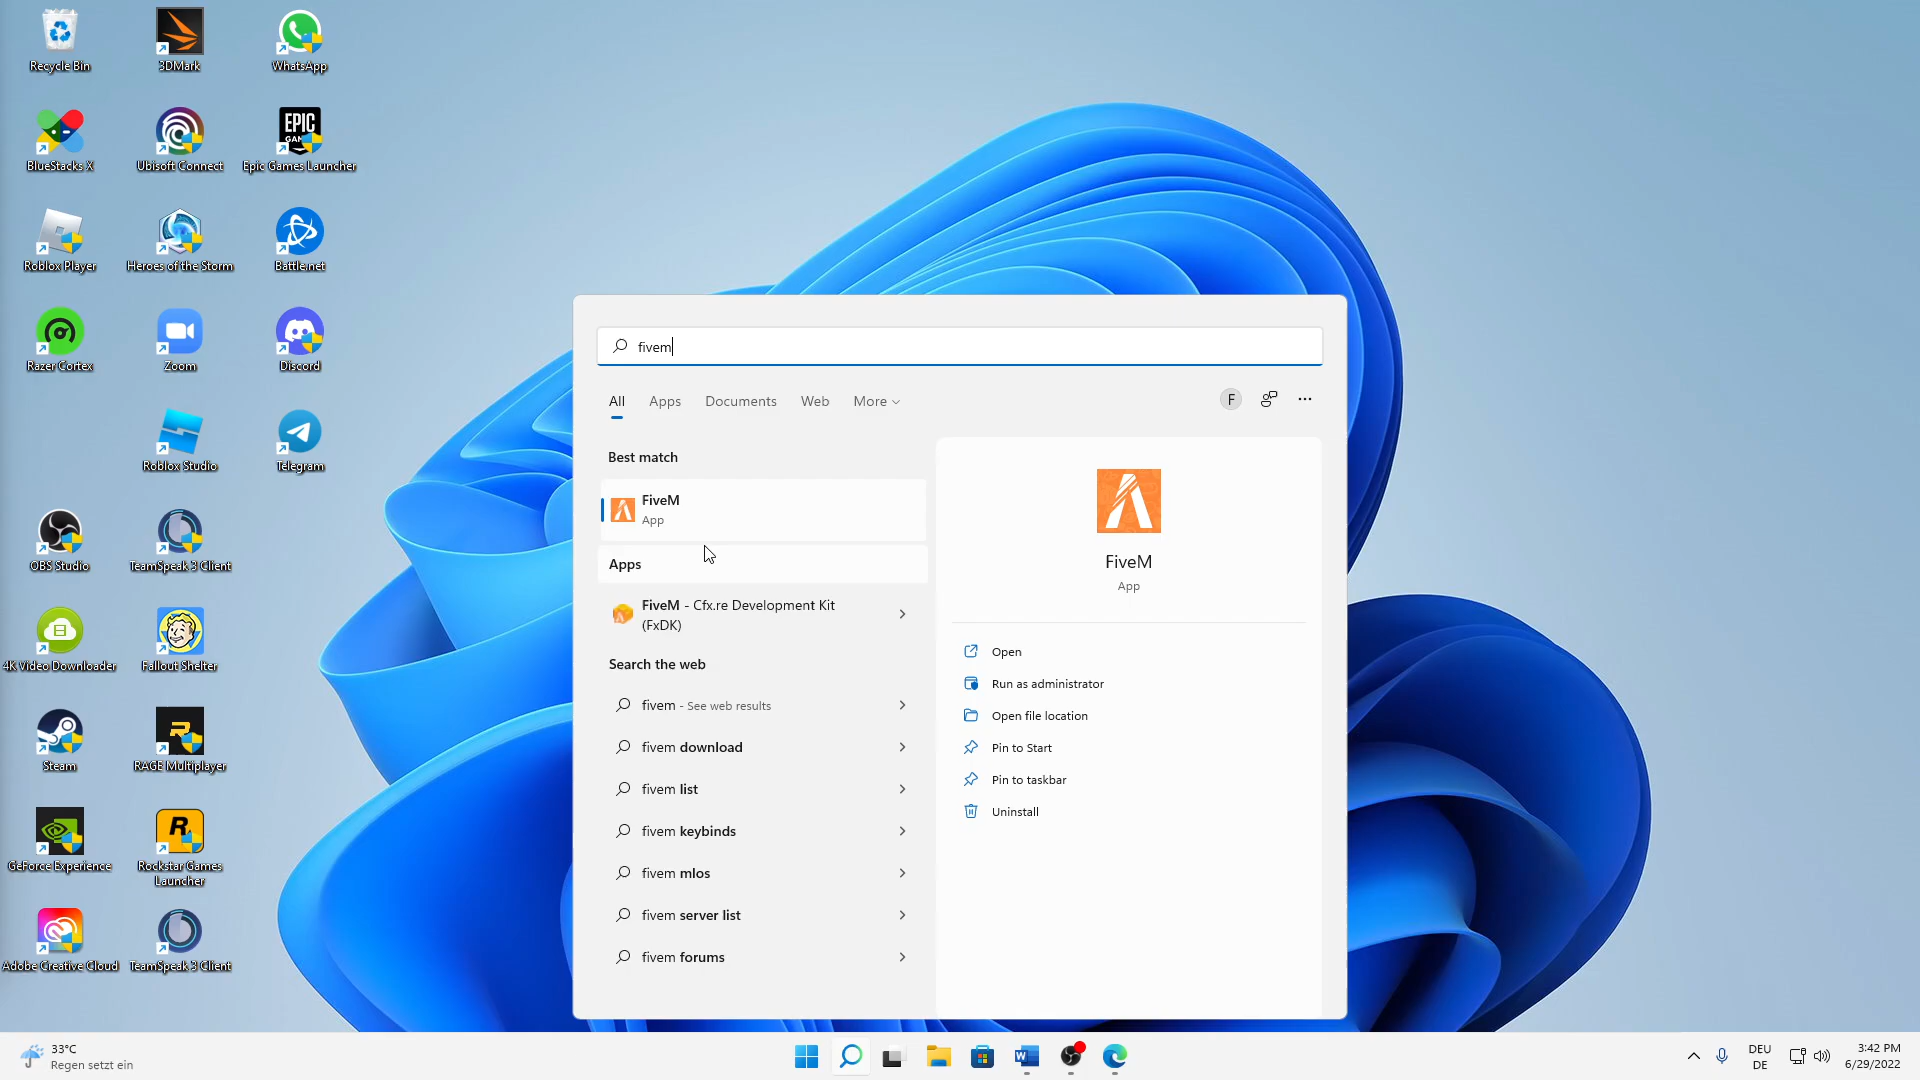 Recycle Bin
3DMark
WhatsApp
BlueStacks X
Ubisoft Connect
EPIC
GAMES
Epic Games Launcher
Roblox Player
Heroes of the Storm
Battle.net
Razer Cortex
Zoom
Discord
Roblox Studio
Telegram
OBS Studio
TeamSpeak 3 Client
4K Video Downloader
Fallout Shelter
Steam
RAGE Multiplayer
GeForce Experience
Rockstar Games
Launcher
Adobe Creative Cloud
TeamSpeak 3 Client
fivem
All
Apps
Documents
Web
More
F
Best match
FiveM
App
Apps
FiveM - Cfx.re Development Kit
(FxDK)
Search the web
fivem - See web results
fivem download
fivem list
fivem keybinds
fivem mlos
fivem server list
fivem forums
FiveM
App
Open
Run as administrator
Open file location
Pin to Start
Pin to taskbar
Uninstall
33°C
Regen setzt ein
DEU
DE
3:42 PM
6/29/2022